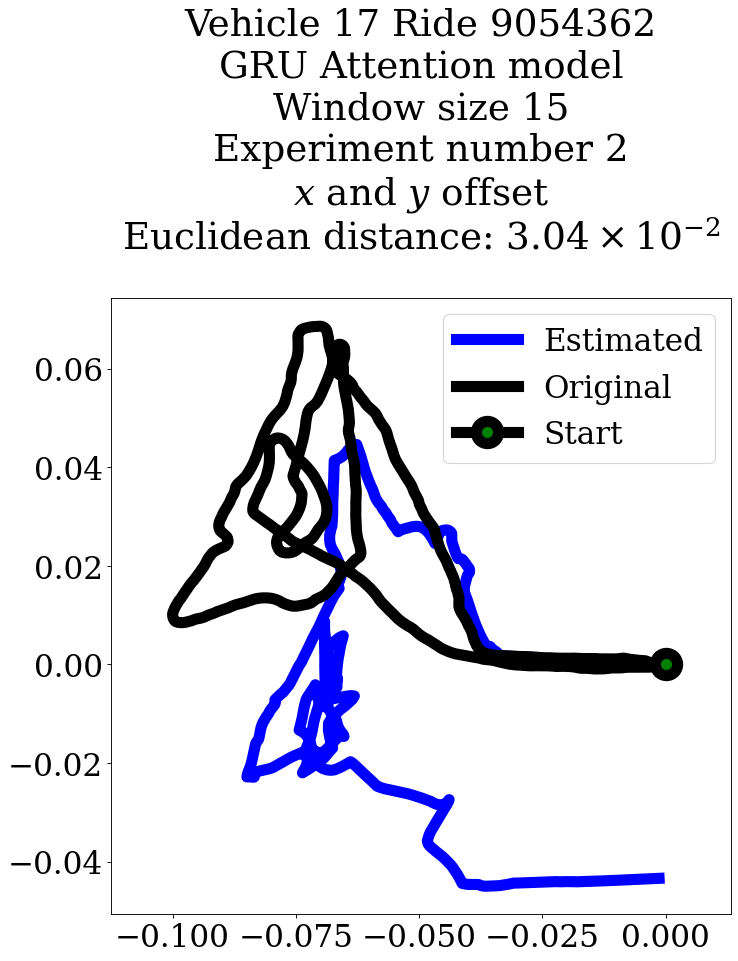 Vehicle 17 Ride 9054362
GRU Attention model
Window size 15
Experiment number 2
x and y offset
Euclidean distance: 3.04 × 10⁻²
Estimated
Original
Start
0.06
0.04
0.02
0.00
−0.02
−0.04
−0.100 −0.075 −0.050 −0.025 0.000